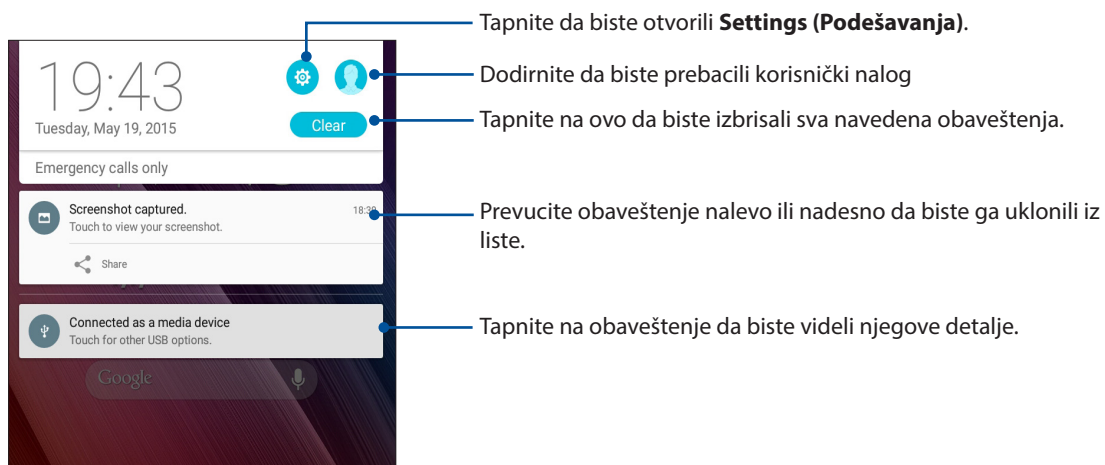 Tapnite da biste otvorili Settings (Podešavanja).
Dodirnite da biste prebacili korisnički nalog
Tapnite na ovo da biste izbrisali sva navedena obaveštenja.
Prevucite obaveštenje nalevo ili nadesno da biste ga uklonili iz
liste.
Tapnite na obaveštenje da biste videli njegove detalje.
19:43
Tuesday, May 19, 2015
Clear
Emergency calls only
Screenshot captured.
Touch to view your screenshot.
Share
Connected as a media device
Touch for other USB options.
Google